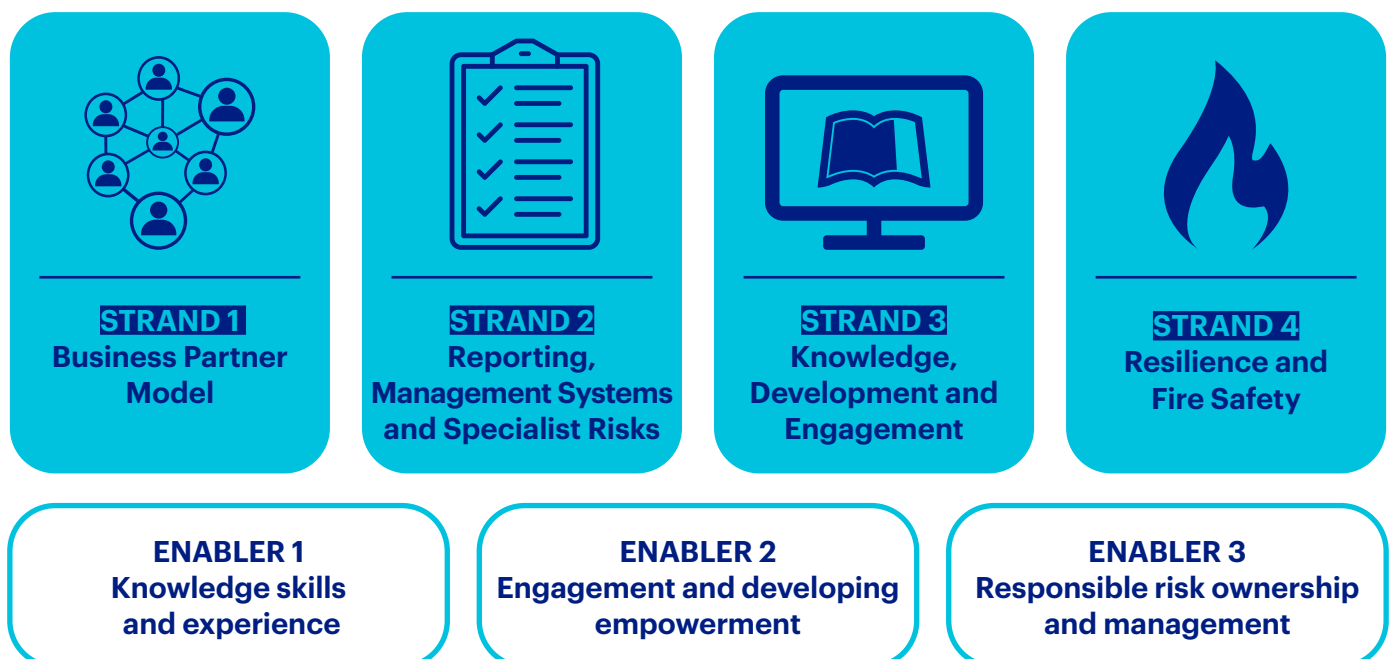 STRAND 1
Business Partner
Model
STRAND 2
Reporting,
Management Systems
and Specialist Risks
STRAND 3
Knowledge,
Development and
Engagement
STRAND 4
Resilience and
Fire Safety
ENABLER 1
Knowledge skills
and experience
ENABLER 2
Engagement and developing
empowerment
ENABLER 3
Responsible risk ownership
and management